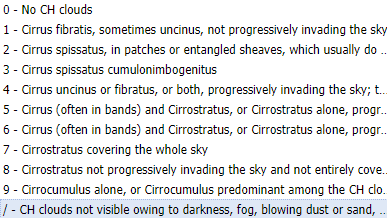 0 - No CH clouds
1 - Cirrus fibratis, sometimes uncinus, not progressively invading the sky
2 - Cirrus spissatus, in patches or entangled sheaves, which usually do ...
3 - Cirrus spissatus cumulonimbogenitus
4 - Cirrus uncinus or fibratus, or both, progressively invading the sky; t...
5 - Cirrus (often in bands) and Cirrostratus, or Cirrostratus alone, progr...
6 - Cirrus (often in bands) and Cirrostratus, or Cirrostratus alone, progr...
7 - Cirrostratus covering the whole sky
8 - Cirrostratus not progressively invading the sky and not entirely cove...
9 - Cirrocumulus alone, or Cirrocumulus predominant among the CH clo...
/ - CH clouds not visible owing to darkness, fog, blowing dust or sand, ...